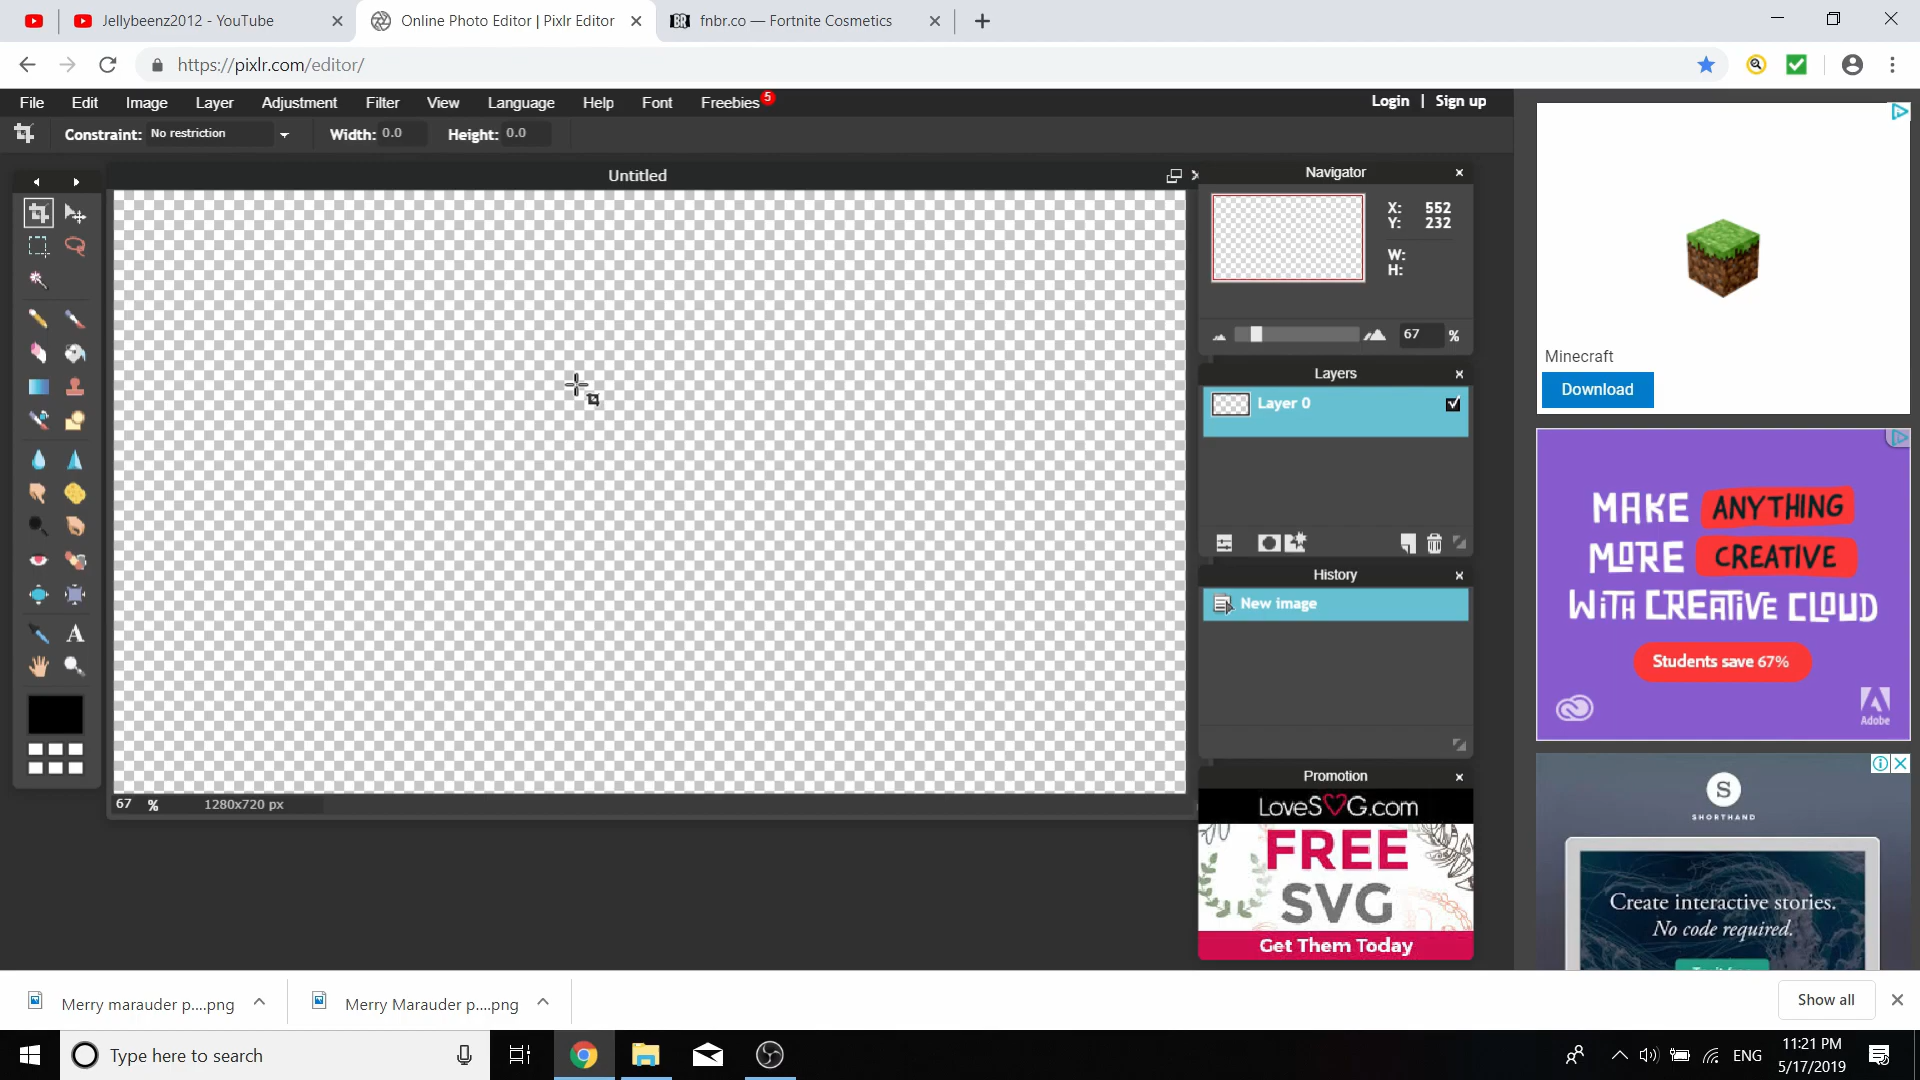 Jellybeenz2012 - YouTube
Online Photo Editor | Pixlr Editor
fnbr.co — Fortnite Cosmetics
https://pixlr.com/editor/
File Edit Image Layer Adjustment Filter View Language Help Font Freebies 5
Login | Sign up
Constraint: No restriction Width: 0.0 Height: 0.0
Untitled
67 % 1280x720 px
Navigator
X: 552
Y: 232
W:
H:
67 %
Layers
Layer 0
History
New image
Promotion
LoveSVG.com
FREE
SVG
Get Them Today
Minecraft
Download
MAKE ANYTHING
MORE CREATIVE
WITH CREATIVE CLOUD
Students save 67%
Adobe
S
SHORTHAND
Create interactive stories.
No code required.
Merry marauder p....png
Merry Marauder p....png
Show all
Type here to search
ENG
11:21 PM
5/17/2019